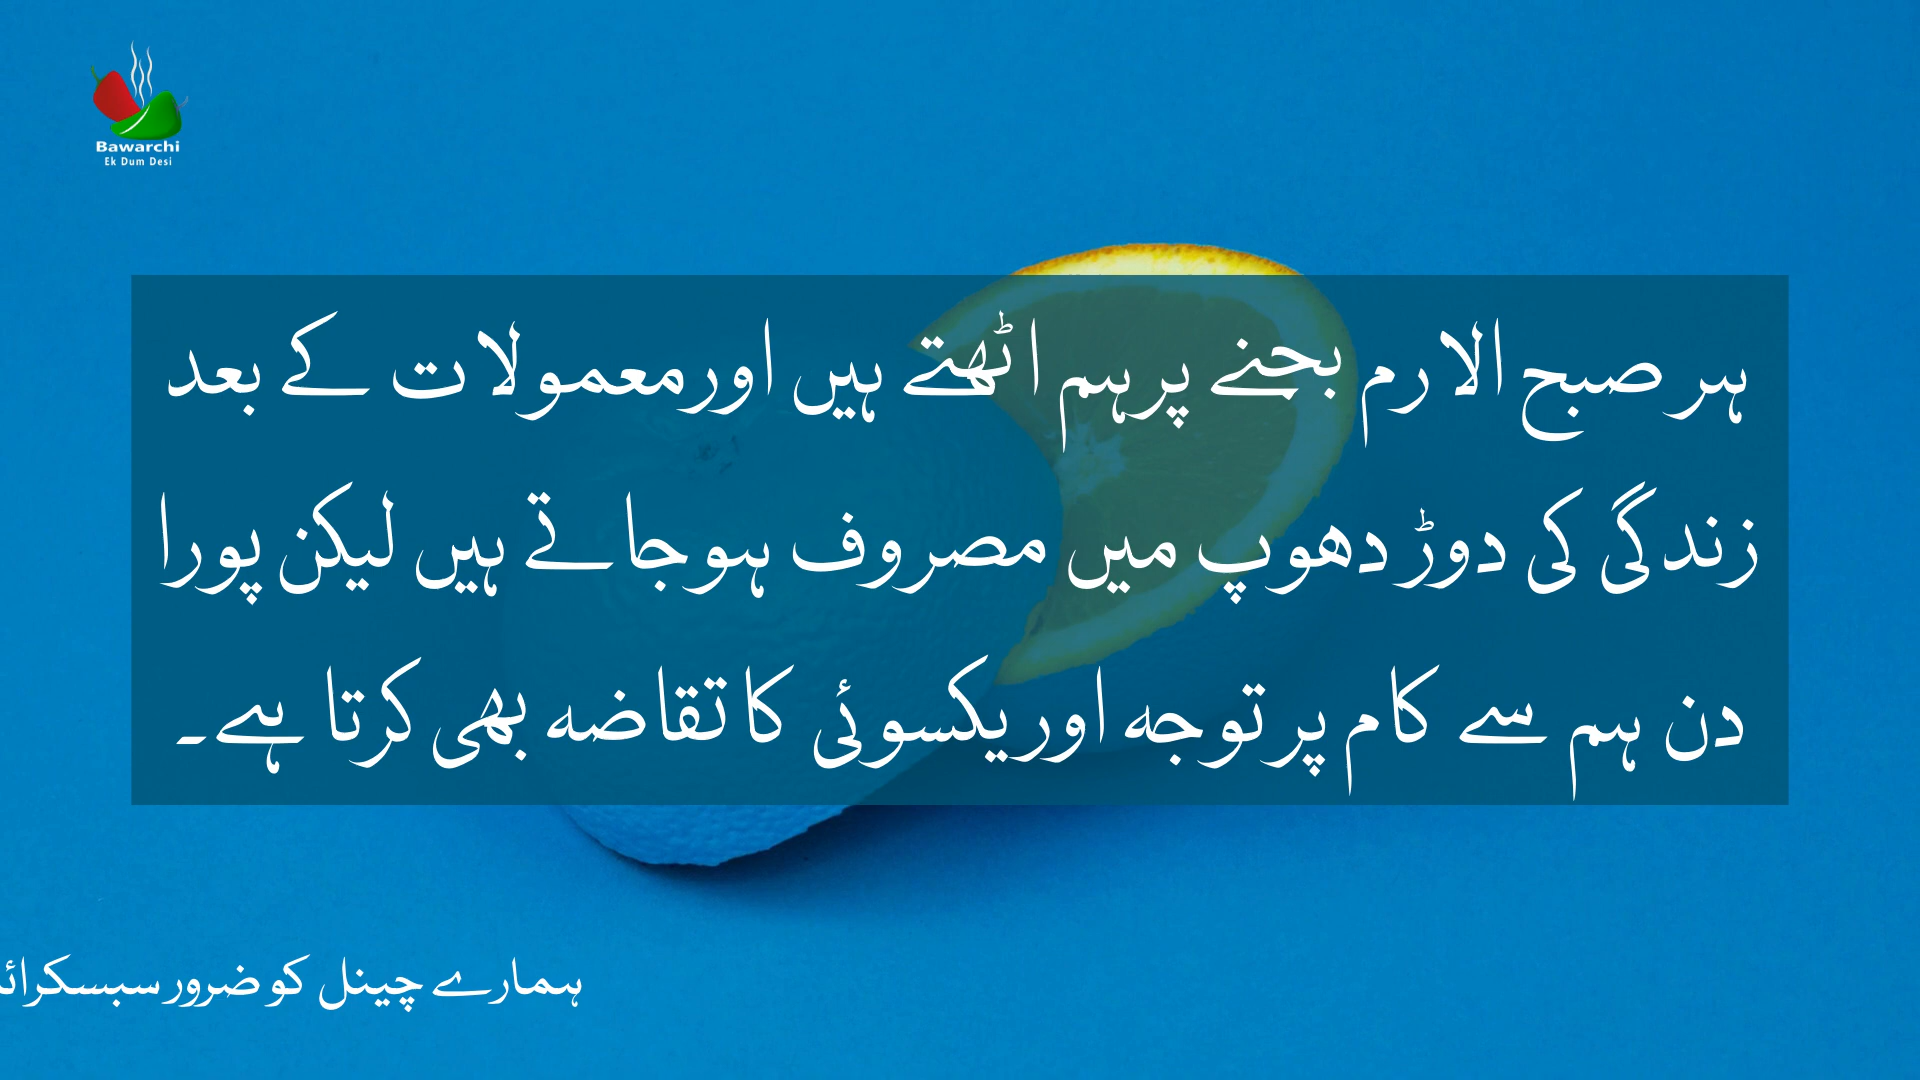 Bawarchi
Ek Dum Desi
ہر صبح الارم بجنے پر ہم اٹھتے ہیں اور معمولات کے بعد
زندگی کی دوڑ دھوپ میں مصروف ہو جاتے ہیں لیکن پورا
دن ہم سے کام پر توجہ اور یکسوئی کا تقاضہ بھی کرتا ہے۔
ہمارے چینل کو ضرور